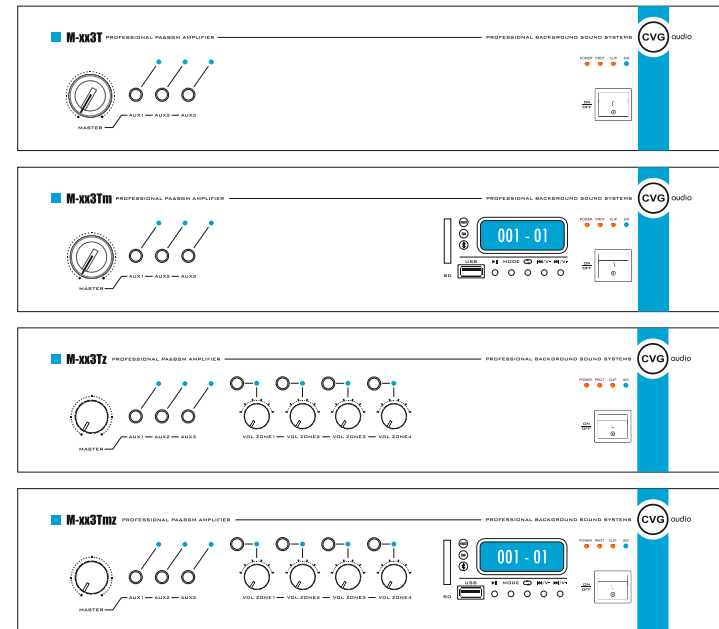 M-xx3T PROFESSIONAL PA&BGM AMPLIFIER PROFESSIONAL BACKGROUND SOUND SYSTEMS CVG audio
POWER PROT CLIP SIG
ON
OFF
AUX1 AUX2 AUX3
MASTER
M-xx3Tm PROFESSIONAL PA&BGM AMPLIFIER PROFESSIONAL BACKGROUND SOUND SYSTEMS CVG audio
POWER PROT CLIP SIG
001 - 01
ON
OFF
USB MODE
SD
AUX1 AUX2 AUX3
MASTER
M-xx3Tz PROFESSIONAL PA&BGM AMPLIFIER PROFESSIONAL BACKGROUND SOUND SYSTEMS CVG audio
POWER PROT CLIP SIG
ON
OFF
AUX1 AUX2 AUX3 VOL ZONE1 VOL ZONE2 VOL ZONE3 VOL ZONE4
MASTER
M-xx3Tmz PROFESSIONAL PA&BGM AMPLIFIER PROFESSIONAL BACKGROUND SOUND SYSTEMS CVG audio
POWER PROT CLIP SIG
001 - 01
ON
OFF
USB MODE
SD
AUX1 AUX2 AUX3 VOL ZONE1 VOL ZONE2 VOL ZONE3 VOL ZONE4
MASTER